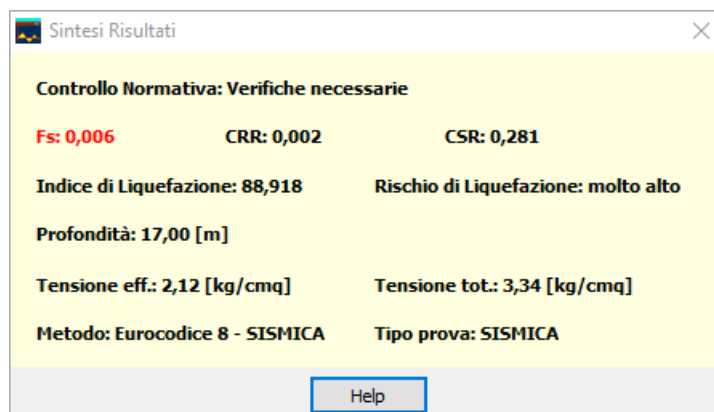 Sintesi Risultati
Controllo Normativa: Verifiche necessarie
Fs: 0,006 CRR: 0,002 CSR: 0,281
Indice di Liquefazione: 88,918 Rischio di Liquefazione: molto alto
Profondità: 17,00 [m]
Tensione eff.: 2,12 [kg/cmq] Tensione tot.: 3,34 [kg/cmq]
Metodo: Eurocodice 8 - SISMICA Tipo prova: SISMICA
Help